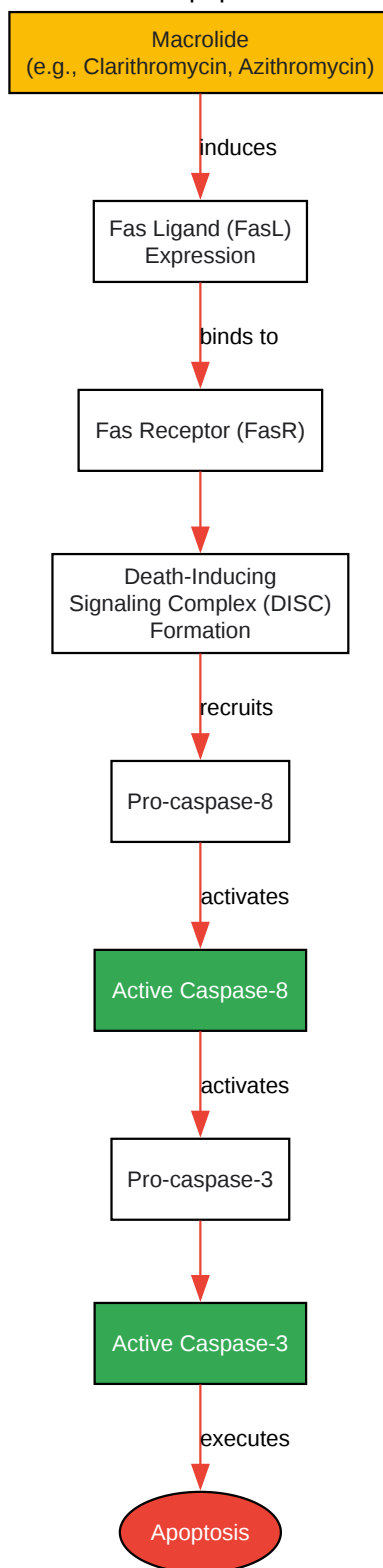 Macrolide
(e.g., Clarithromycin, Azithromycin)
induces
Fas Ligand (FasL)
Expression
binds to
Fas Receptor (FasR)
Death-Inducing
Signaling Complex (DISC)
Formation
recruits
Pro-caspase-8
activates
Active Caspase-8
activates
Pro-caspase-3
Active Caspase-3
executes
Apoptosis